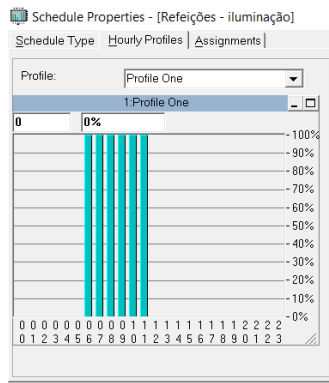 Schedule Properties - [Refeições - iluminação]
Schedule Type Hourly Profiles Assignments
Profile: Profile One
1:Profile One
0 0%
100%
90%
80%
70%
60%
50%
40%
30%
20%
10%
0%
0 0 0 0 0 0 0 0 0 0 1 1 1 1 1 1 1 1 1 1 2 2 2 2
0 1 2 3 4 5 6 7 8 9 0 1 2 3 4 5 6 7 8 9 0 1 2 3